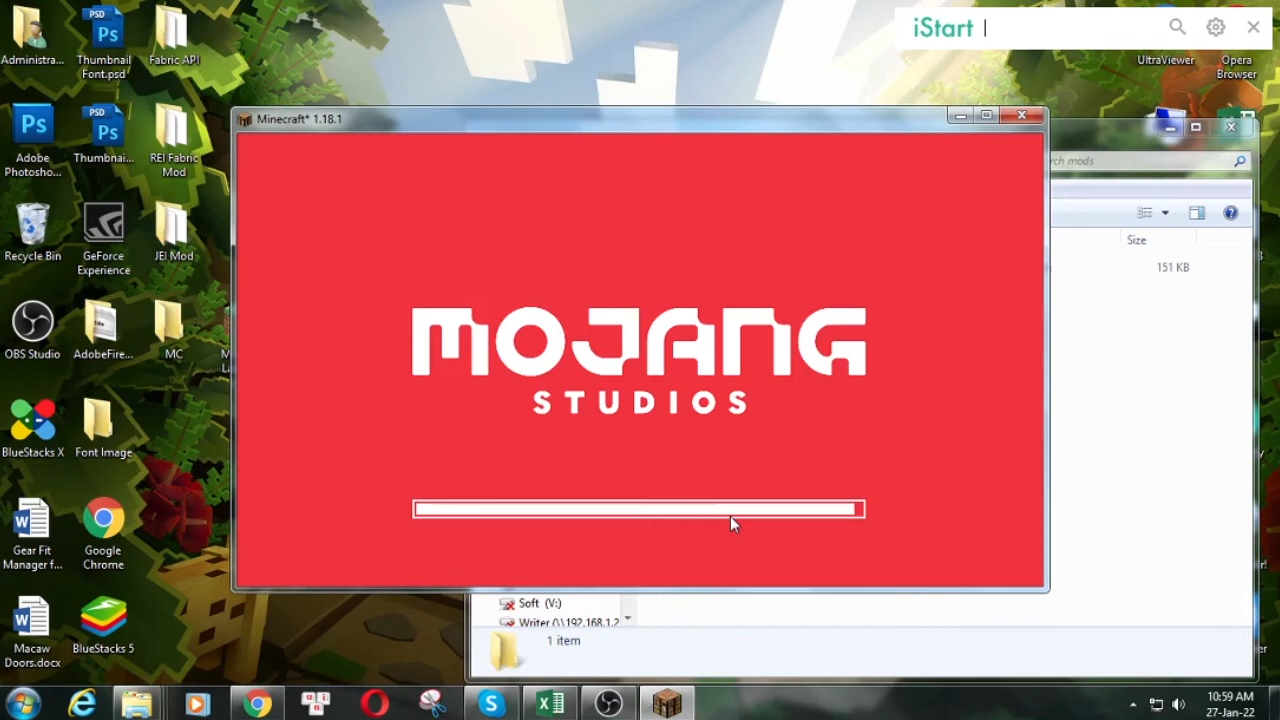 iStart
Administra...
Thumbnail
Font.psd
Fabric API
UltraViewer
Opera
Browser
Minecraft* 1.18.1
Adobe
Photosho...
Thumbnai...
REI Fabric
Mod
rch mods
Size
151 KB
Recycle Bin
GeForce
Experience
JEI Mod
MOJANG
STUDIOS
OBS Studio
AdobeFire...
MC
BlueStacks X
Font Image
Gear Fit
Manager f...
Google
Chrome
Soft (V:)
Writer (\\192.168.1.2
1 item
Macaw
Doors.docx
BlueStacks 5
10:59 AM
27-Jan-22